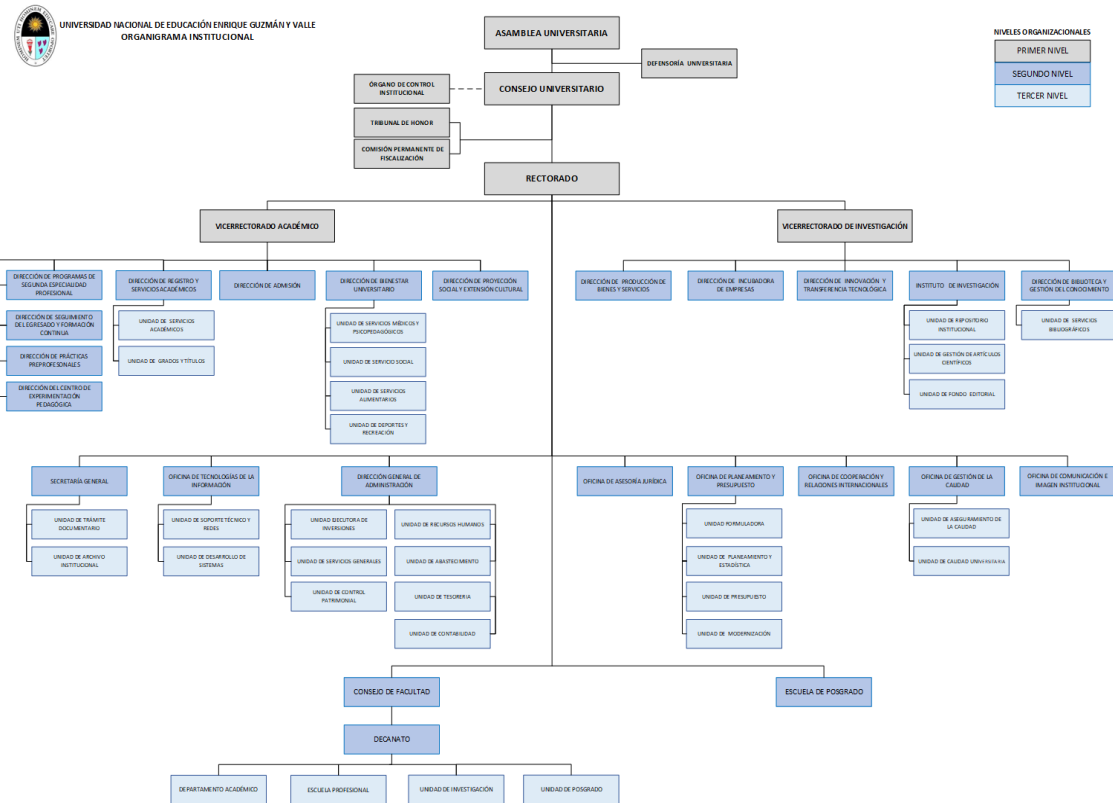 UNIVERSIDAD NACIONAL DE EDUCACIÓN ENRIQUE GUZMÁN Y VALLE
ORGANIGRAMA INSTITUCIONAL
ASAMBLEA UNIVERSITARIA
DEFENSORÍA UNIVERSITARIA
NIVELES ORGANIZACIONALES
PRIMER NIVEL
SEGUNDO NIVEL
TERCER NIVEL
ÓRGANO DE CONTROL
INSTITUCIONAL
CONSEJO UNIVERSITARIO
TRIBUNAL DE HONOR
COMISIÓN PERMANENTE DE
FISCALIZACIÓN
RECTORADO
VICERRECTORADO ACADÉMICO
VICERRECTORADO DE INVESTIGACIÓN
DIRECCIÓN DE PROGRAMAS DE
SEGUNDA ESPECIALIDAD
PROFESIONAL
DIRECCIÓN DE SEGUIMIENTO
DEL EGRESADO Y FORMACIÓN
CONTINUA
DIRECCIÓN DE PRÁCTICAS
PREPROFESONALES
DIRECCIÓN DEL CENTRO DE
EXPERIMENTACIÓN
PEDAGÓGICA
DIRECCIÓN DE REGISTRO Y
SERVICIOS ACADÉMICOS
UNIDAD DE SERVICIOS
ACADÉMICOS
UNIDAD DE GRADOS Y TÍTULOS
DIRECCIÓN DE ADMISIÓN
DIRECCIÓN DE BIENESTAR
UNIVERSITARIO
UNIDAD DE SERVICIOS MÉDICOS Y
PSICOPEDAGÓGICOS
UNIDAD DE SERVICIO SOCIAL
UNIDAD DE SERVICIOS
ALIMENTARIOS
UNIDAD DE DEPORTES Y
RECREACIÓN
DIRECCIÓN DE PROYECCIÓN
SOCIAL Y EXTENSIÓN CULTURAL
DIRECCIÓN DE PRODUCCIÓN DE
BIENES Y SERVICIOS
DIRECCIÓN DE INCUBADORA
DE EMPRESAS
DIRECCIÓN DE INNOVACIÓN Y
TRANSFERENCIA TECNOLÓGICA
INSTITUTO DE INVESTIGACIÓN
UNIDAD DE REPOSITORIO
INSTITUCIONAL
UNIDAD DE GESTIÓN DE ARTÍCULOS
CIENTÍFICOS
UNIDAD DE FONDO EDITORIAL
DIRECCIÓN DE BIBLIOTECA Y
GESTIÓN DEL CONOCIMIENTO
UNIDAD DE SERVICIOS
BIBLIOGRÁFICOS
SECRETARÍA GENERAL
UNIDAD DE TRÁMITE
DOCUMENTARIO
UNIDAD DE ARCHIVO
INSTITUCIONAL
OFICINA DE TECNOLOGÍAS DE LA
INFORMACIÓN
UNIDAD DE SOPORTE TÉCNICO Y
REDES
UNIDAD DE DESARROLLO DE
SISTEMAS
DIRECCIÓN GENERAL DE
ADMINISTRACIÓN
UNIDAD EJECUTORA DE
INVERSIONES
UNIDAD DE SERVICIOS GENERALES
UNIDAD DE CONTROL
PATRIMONIAL
UNIDAD DE RECURSOS HUMANOS
UNIDAD DE ABASTECIMIENTO
UNIDAD DE TESORERIA
UNIDAD DE CONTABILIDAD
OFICINA DE ASESORÍA JURÍDICA
OFICINA DE PLANEAMIENTO Y
PRESUPUESTO
UNIDAD FORMULADORA
UNIDAD DE PLANEAMIENTO Y
ESTADÍSTICA
UNIDAD DE PRESUPUESTO
UNIDAD DE MODERNIZACIÓN
OFICINA DE COOPERACIÓN Y
RELACIONES INTERNACIONALES
OFICINA DE GESTIÓN DE LA
CALIDAD
UNIDAD DE ASEGURAMIENTO DE
LA CALIDAD
UNIDAD DE CALIDAD UNIVERSITARIA
OFICINA DE COMUNICACIÓN E
IMAGEN INSTITUCIONAL
CONSEJO DE FACULTAD
ESCUELA DE POSGRADO
DECANATO
DEPARTAMENTO ACADÉMICO
ESCUELA PROFESIONAL
UNIDAD DE INVESTIGACIÓN
UNIDAD DE POSGRADO